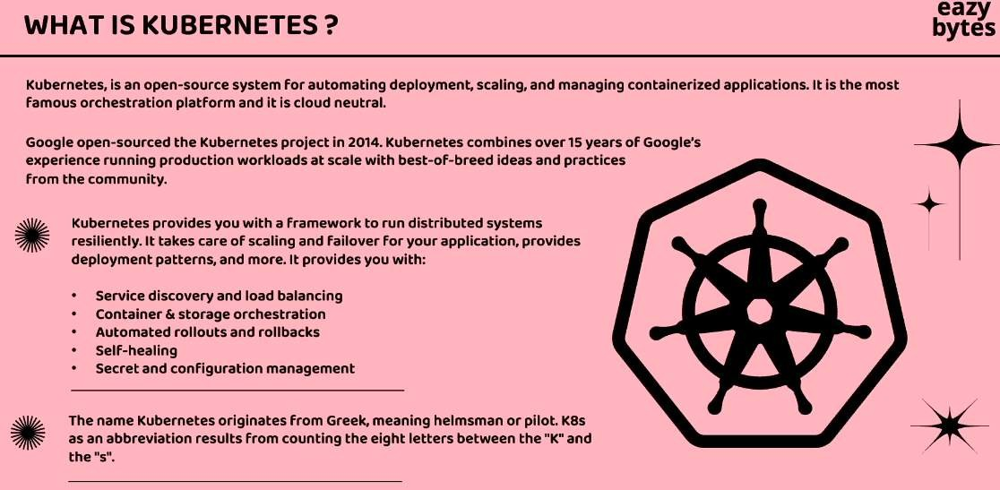 WHAT IS KUBERNETES ?
eazy
bytes
Kubernetes, is an open-source system for automating deployment, scaling, and managing containerized applications. It is the most
famous orchestration platform and it is cloud neutral.
Google open-sourced the Kubernetes project in 2014. Kubernetes combines over 15 years of Google's
experience running production workloads at scale with best-of-breed ideas and practices
from the community.
Kubernetes provides you with a framework to run distributed systems
resiliently. It takes care of scaling and failover for your application, provides
deployment patterns, and more. It provides you with:
• Service discovery and load balancing
• Container & storage orchestration
• Automated rollouts and rollbacks
• Self-healing
• Secret and configuration management
The name Kubernetes originates from Greek, meaning helmsman or pilot. K8s
as an abbreviation results from counting the eight letters between the "K" and
the "s".